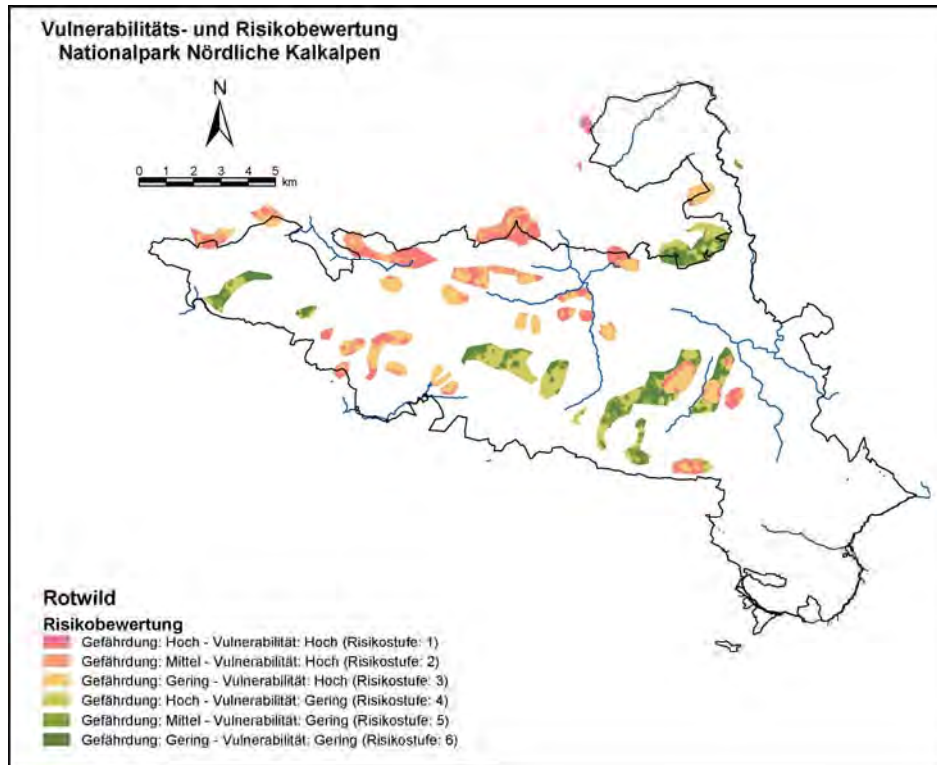 Vulnerabilitäts- und Risikobewertung
Nationalpark Nördliche Kalkalpen
N
0 1 2 3 4 5
km
Rotwild
Risikobewertung
Gefährdung: Hoch - Vulnerabilität: Hoch (Risikostufe: 1)
Gefährdung: Mittel - Vulnerabilität: Hoch (Risikostufe: 2)
Gefährdung: Gering - Vulnerabilität: Hoch (Risikostufe: 3)
Gefährdung: Hoch - Vulnerabilität: Gering (Risikostufe: 4)
Gefährdung: Mittel - Vulnerabilität: Gering (Risikostufe: 5)
Gefährdung: Gering - Vulnerabilität: Gering (Risikostufe: 6)